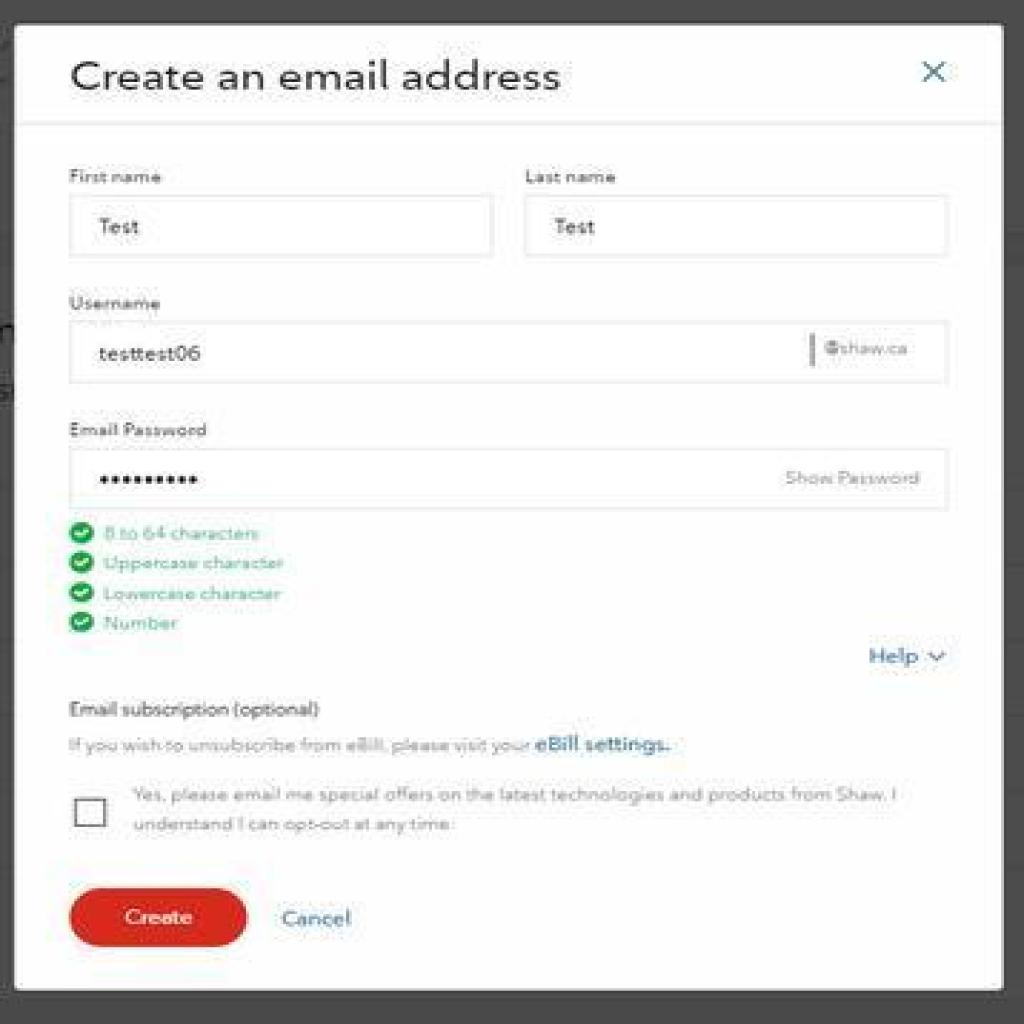 Create an email address
First name
Last name
Test
Test
Username
testtest06
@shaw.ca
Email Password
•••••••••
Show Password
8 to 64 characters
Uppercase character
Lowercase character
Number
Help
Email subscription (optional)
If you wish to unsubscribe from eBill, please visit your eBill settings.
Yes, please email me special offers on the latest technologies and products from Shaw. I
understand I can opt-out at any time.
Create
Cancel